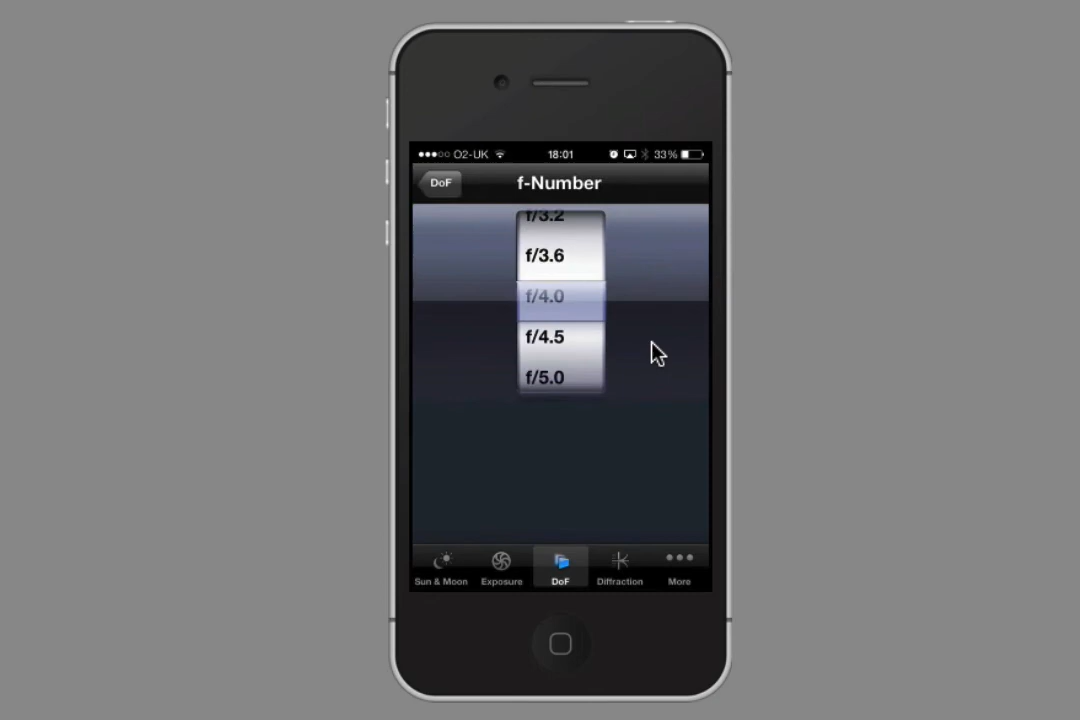 O2-UK 18:01 33%
DoF f-Number
f/3.2
f/3.6
f/4.0
f/4.5
f/5.0
Sun & Moon Exposure DoF Diffraction More